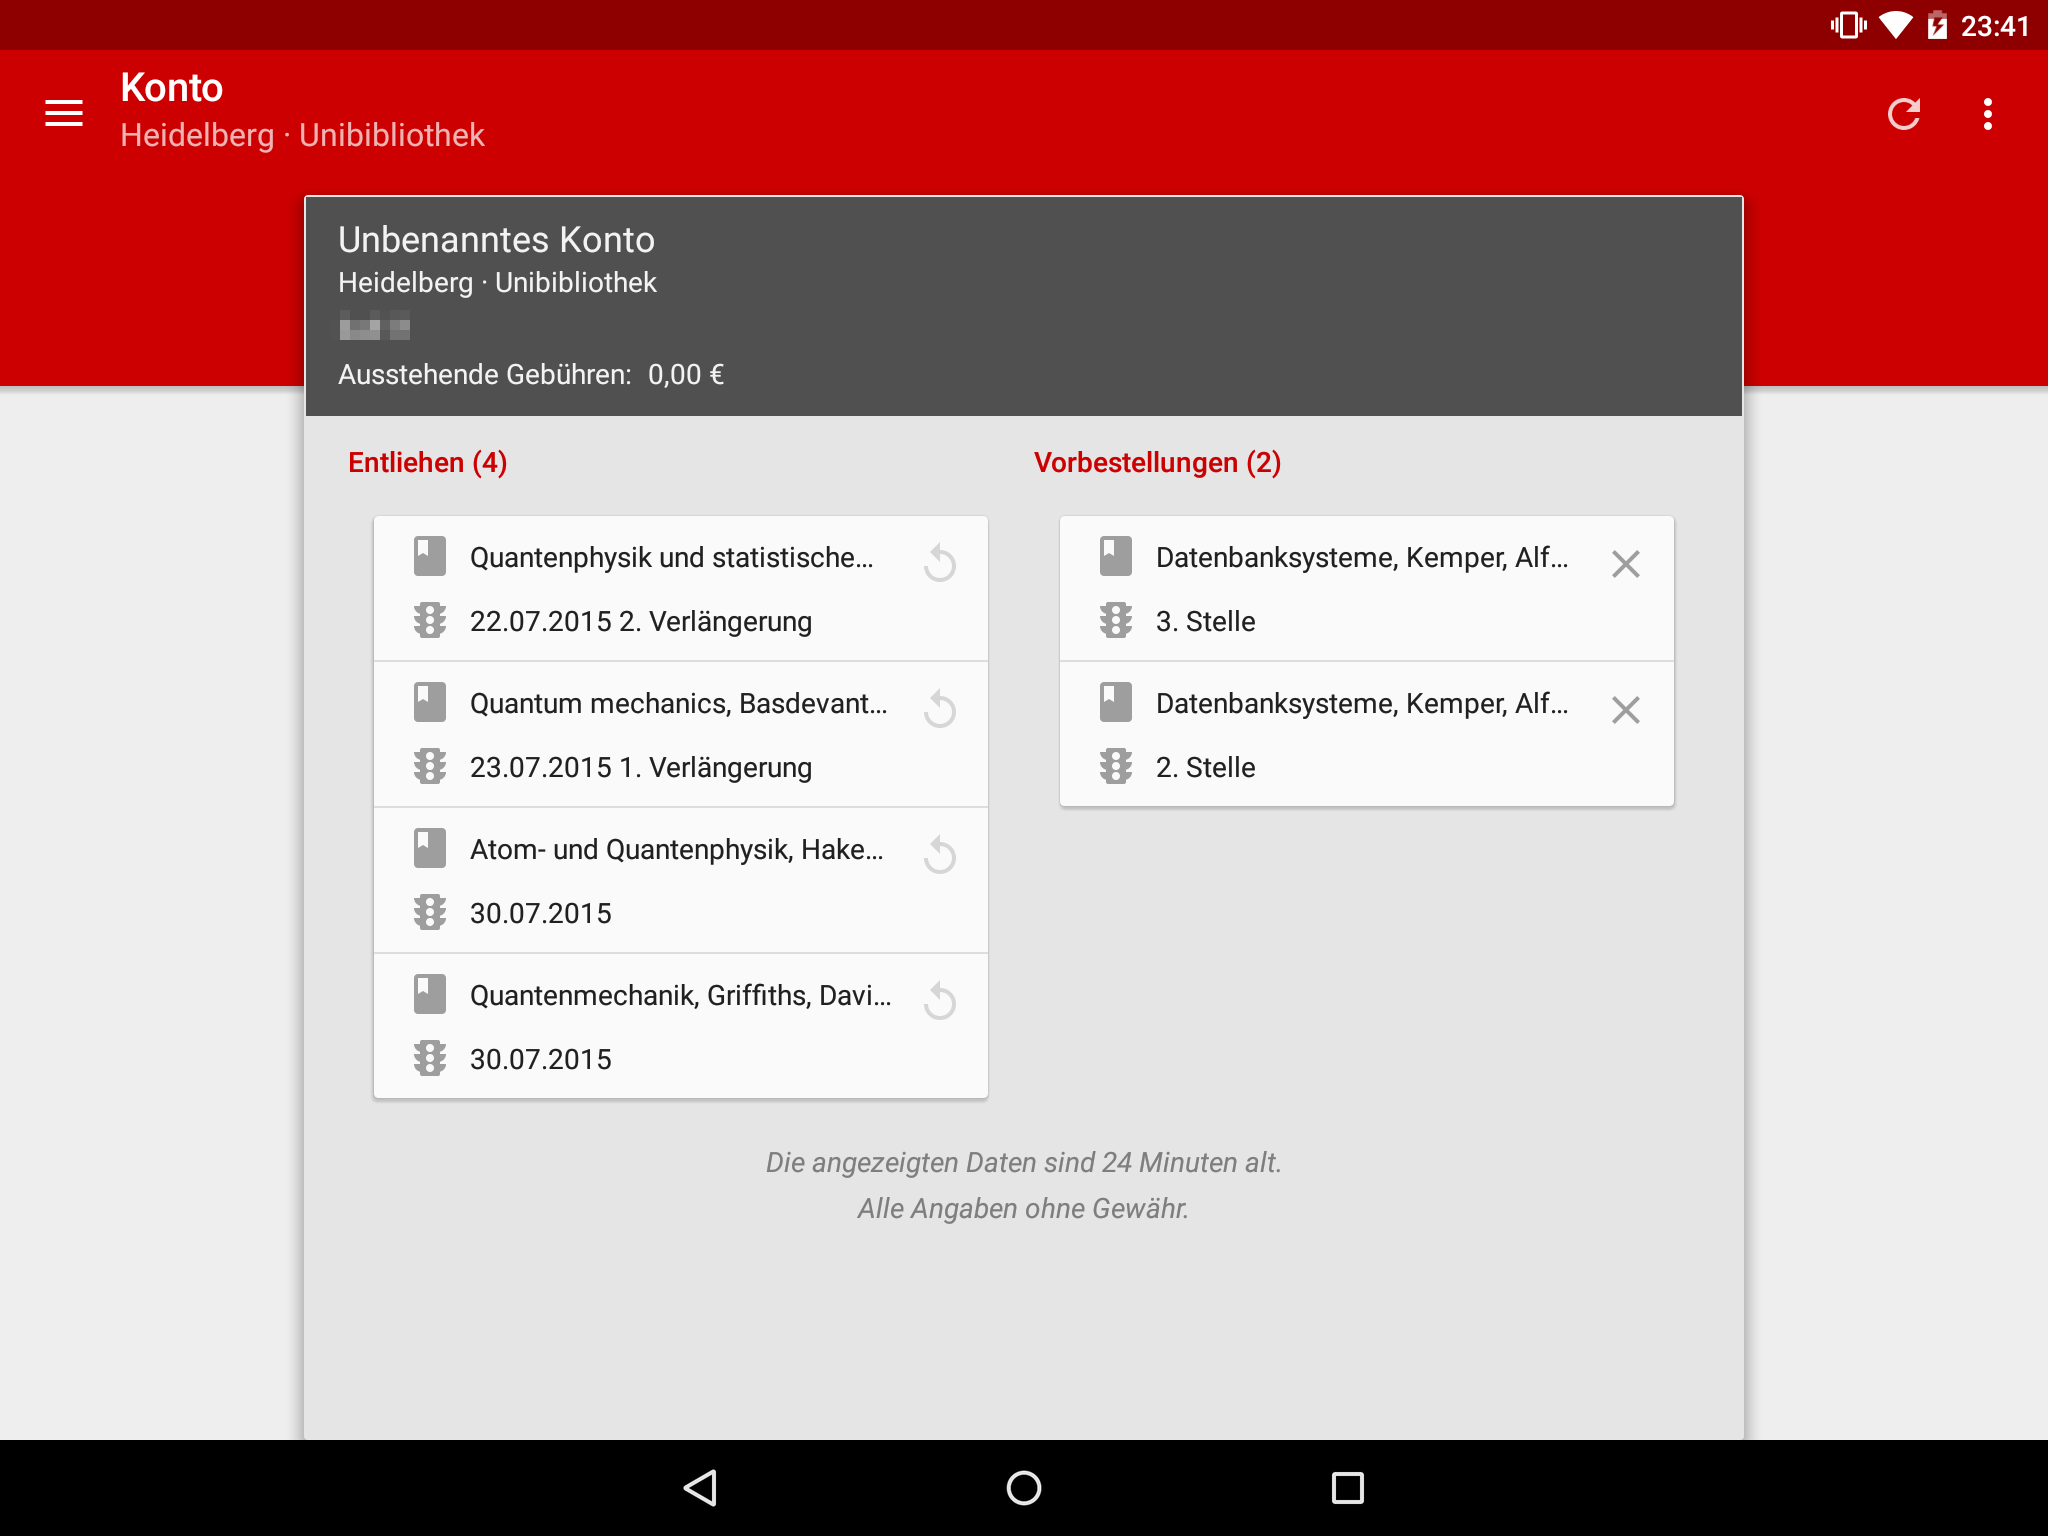 23:41
Konto
Heidelberg · Unibibliothek
Unbenanntes Konto
Heidelberg · Unibibliothek
Ausstehende Gebühren: 0,00 €
Entliehen (4)
Quantenphysik und statistische...
22.07.2015 2. Verlängerung
Quantum mechanics, Basdevant...
23.07.2015 1. Verlängerung
Atom- und Quantenphysik, Hake...
30.07.2015
Quantenmechanik, Griffiths, Davi...
30.07.2015
Vorbestellungen (2)
Datenbanksysteme, Kemper, Alf...
3. Stelle
Datenbanksysteme, Kemper, Alf...
2. Stelle
Die angezeigten Daten sind 24 Minuten alt.
Alle Angaben ohne Gewähr.